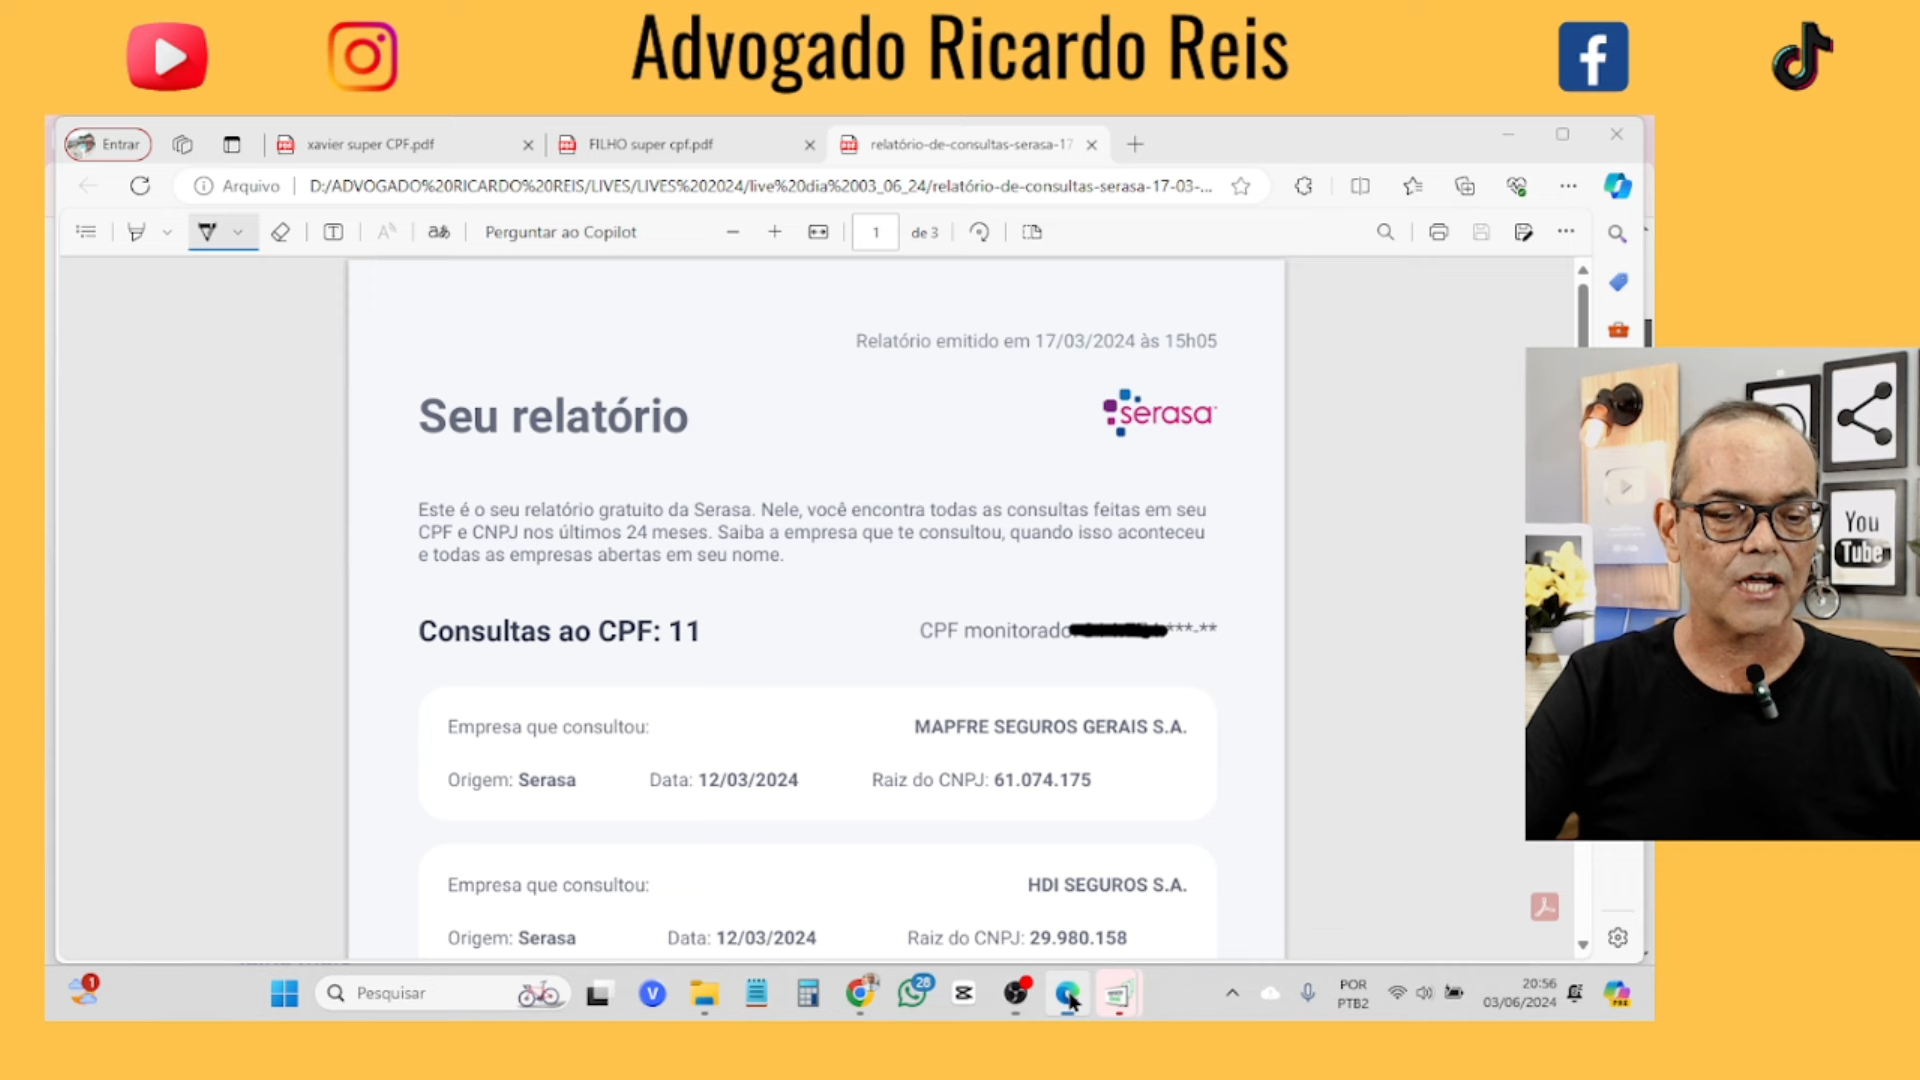 Advogado Ricardo Reis
Entrar
xavier super CPF.pdf
FILHO super cpf.pdf
relatório-de-consultas-serasa-17
Arquivo
D:/ADVOGADO%20RICARDO%20REIS/LIVES/LIVES%202024/live%20dia%2003_06_24/relatório-de-consultas-serasa-17-03-...
Perguntar ao Copilot
1
de 3
Relatório emitido em 17/03/2024 às 15h05
Seu relatório
serasa
Este é o seu relatório gratuito da Serasa. Nele, você encontra todas as consultas feitas em seu
CPF e CNPJ nos últimos 24 meses. Saiba a empresa que te consultou, quando isso aconteceu
e todas as empresas abertas em seu nome.
Consultas ao CPF: 11
CPF monitorado ***-**
Empresa que consultou:
MAPFRE SEGUROS GERAIS S.A.
Origem: Serasa
Data: 12/03/2024
Raiz do CNPJ: 61.074.175
Empresa que consultou:
HDI SEGUROS S.A.
Origem: Serasa
Data: 12/03/2024
Raiz do CNPJ: 29.980.158
You
Tube
1
Pesquisar
28
POR
PTB2
20:56
03/06/2024